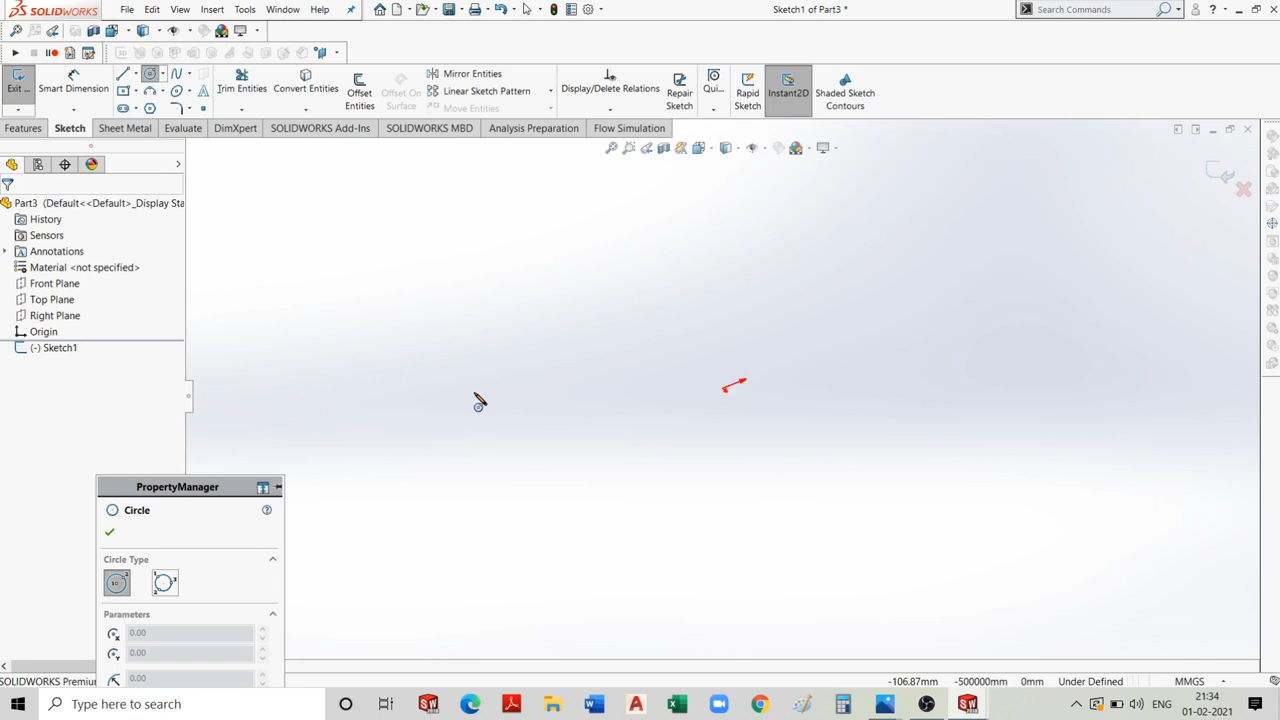 SOLIDWORKS File Edit View Insert Tools Window Help Sketch1 of Part3 * Search Commands ?
Exit ... Smart Dimension Trim Entities Convert Entities Offset Entities Offset On Surface Mirror Entities Linear Sketch Pattern Move Entities Display/Delete Relations Repair Sketch Qui... Rapid Sketch Instant2D Shaded Sketch Contours
Features Sketch Sheet Metal Evaluate DimXpert SOLIDWORKS Add-Ins SOLIDWORKS MBD Analysis Preparation Flow Simulation
Part3 (Default<<Default>_Display Sta
History
Sensors
Annotations
Material <not specified>
Front Plane
Top Plane
Right Plane
Origin
(-) Sketch1
PropertyManager
Circle
Circle Type
Parameters
0.00
0.00
0.00
SOLIDWORKS Premium -106.87mm -500000mm 0mm Under Defined MMGS
Type here to search ENG 21:34
01-02-2021